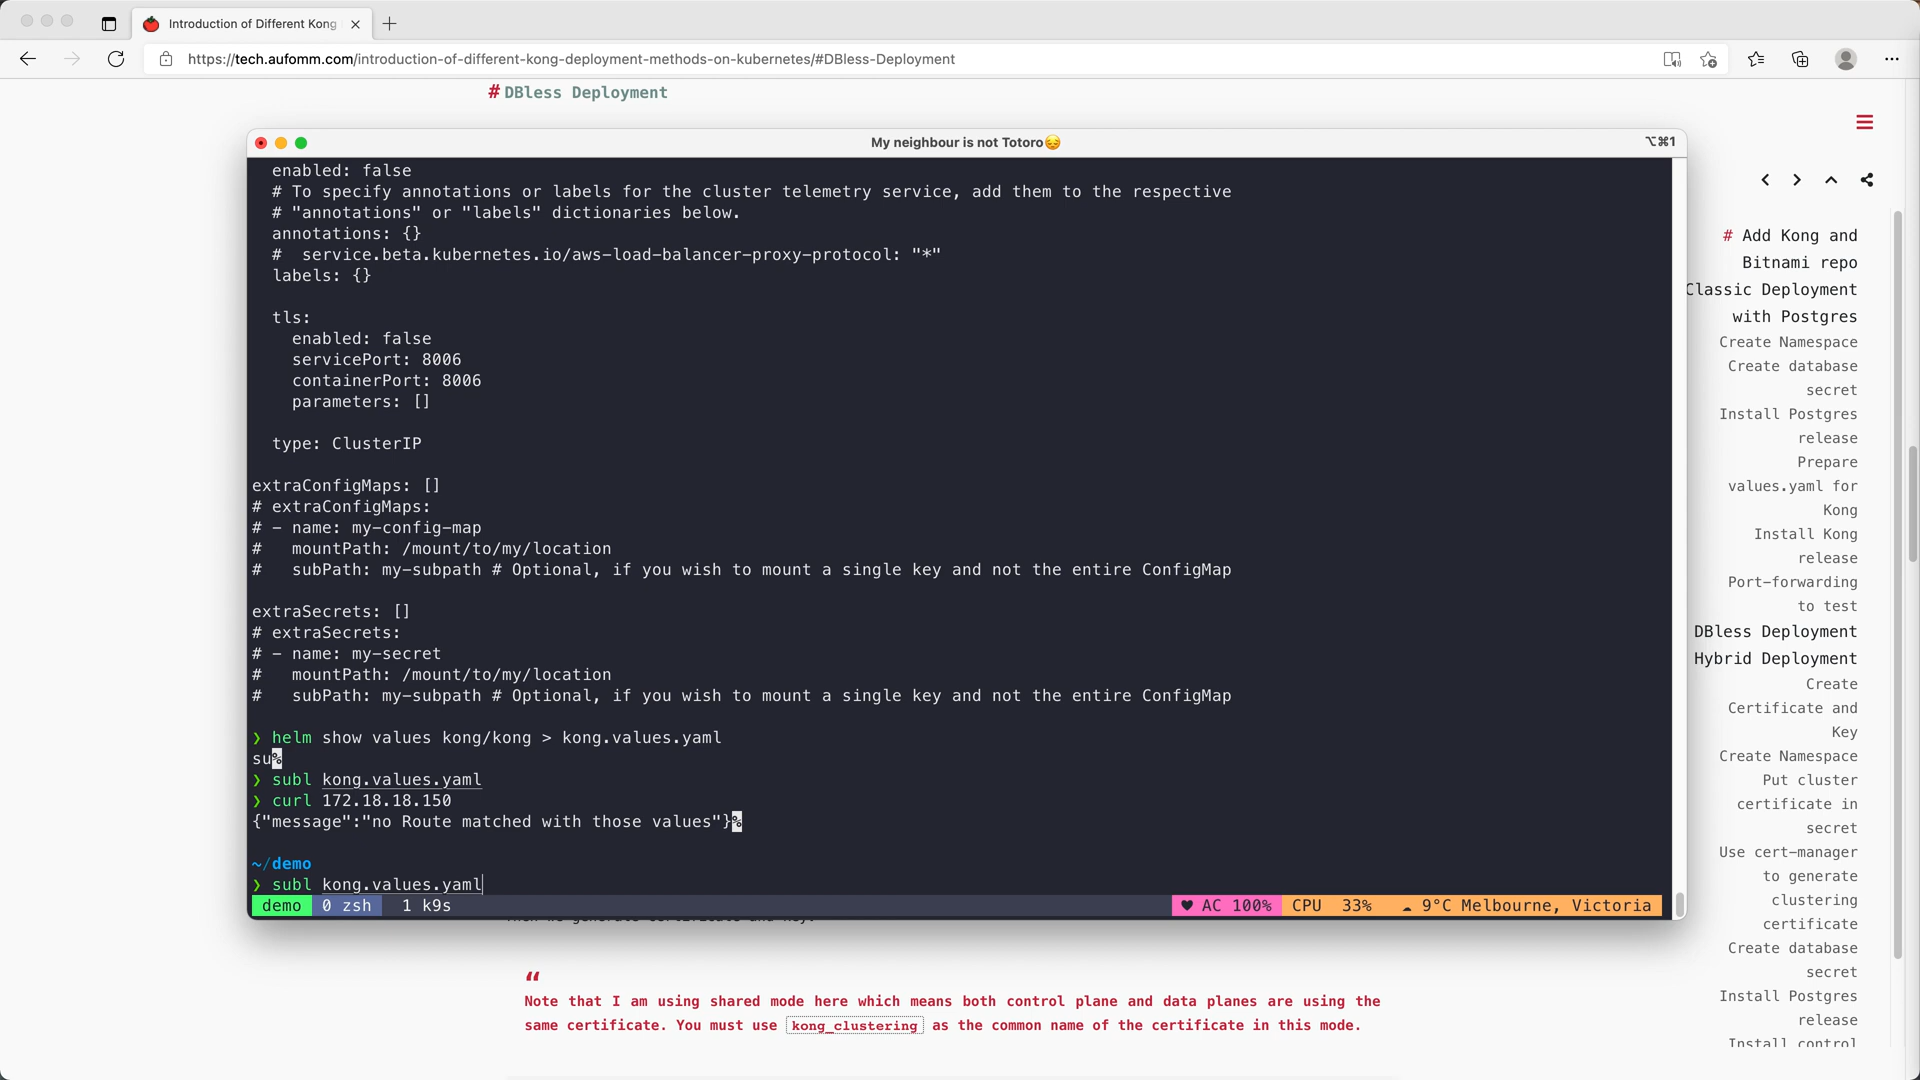 Introduction of Different Kong
https://tech.aufomm.com/introduction-of-different-kong-deployment-methods-on-kubernetes/#DBless-Deployment
# DBless Deployment
My neighbour is not Totoro😔
⌥⌘1
enabled: false
# To specify annotations or labels for the cluster telemetry service, add them to the respective
# "annotations" or "labels" dictionaries below.
annotations: {}
#  service.beta.kubernetes.io/aws-load-balancer-proxy-protocol: "*"
labels: {}
tls:
enabled: false
servicePort: 8006
containerPort: 8006
parameters: []
type: ClusterIP
extraConfigMaps: []
# extraConfigMaps:
# - name: my-config-map
#   mountPath: /mount/to/my/location
#   subPath: my-subpath # Optional, if you wish to mount a single key and not the entire ConfigMap
extraSecrets: []
# extraSecrets:
# - name: my-secret
#   mountPath: /mount/to/my/location
#   subPath: my-subpath # Optional, if you wish to mount a single key and not the entire ConfigMap
❯ helm show values kong/kong > kong.values.yaml
su%
❯ subl kong.values.yaml
❯ curl 172.18.18.150
{"message":"no Route matched with those values"}%
~/demo
❯ subl kong.values.yaml
demo 0 zsh 1 k9s
♥ AC 100% CPU 33% ☁ 9°C Melbourne, Victoria
“
Note that I am using shared mode here which means both control plane and data planes are using the
same certificate. You must use kong_clustering as the common name of the certificate in this mode.
# Add Kong and
Bitnami repo
Classic Deployment
with Postgres
Create Namespace
Create database
secret
Install Postgres
release
Prepare
values.yaml for
Kong
Install Kong
release
Port-forwarding
to test
DBless Deployment
Hybrid Deployment
Create
Certificate and
Key
Create Namespace
Put cluster
certificate in
secret
Use cert-manager
to generate
clustering
certificate
Create database
secret
Install Postgres
release
Install control